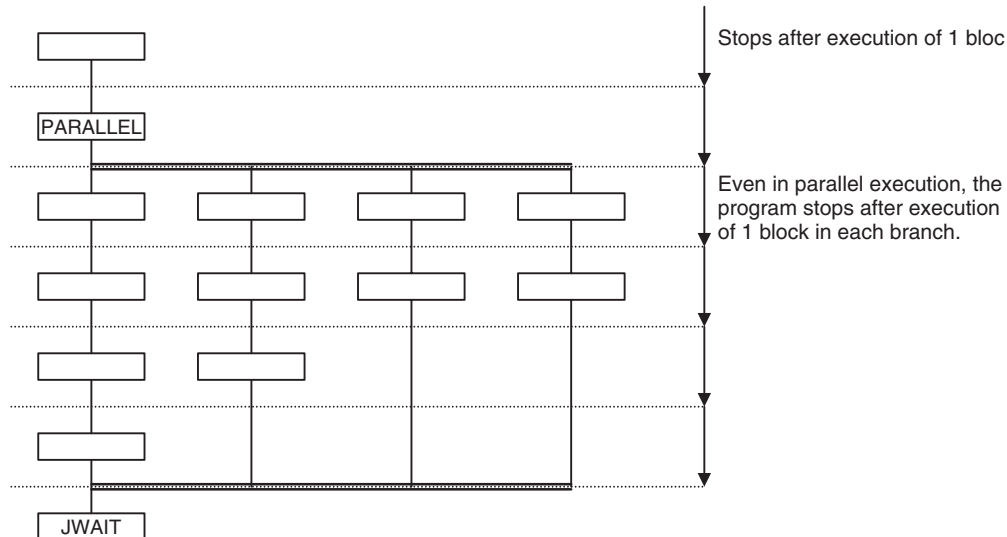 Stops after execution of 1 bloc
PARALLEL
Even in parallel execution, the
program stops after execution
of 1 block in each branch.
JWAIT